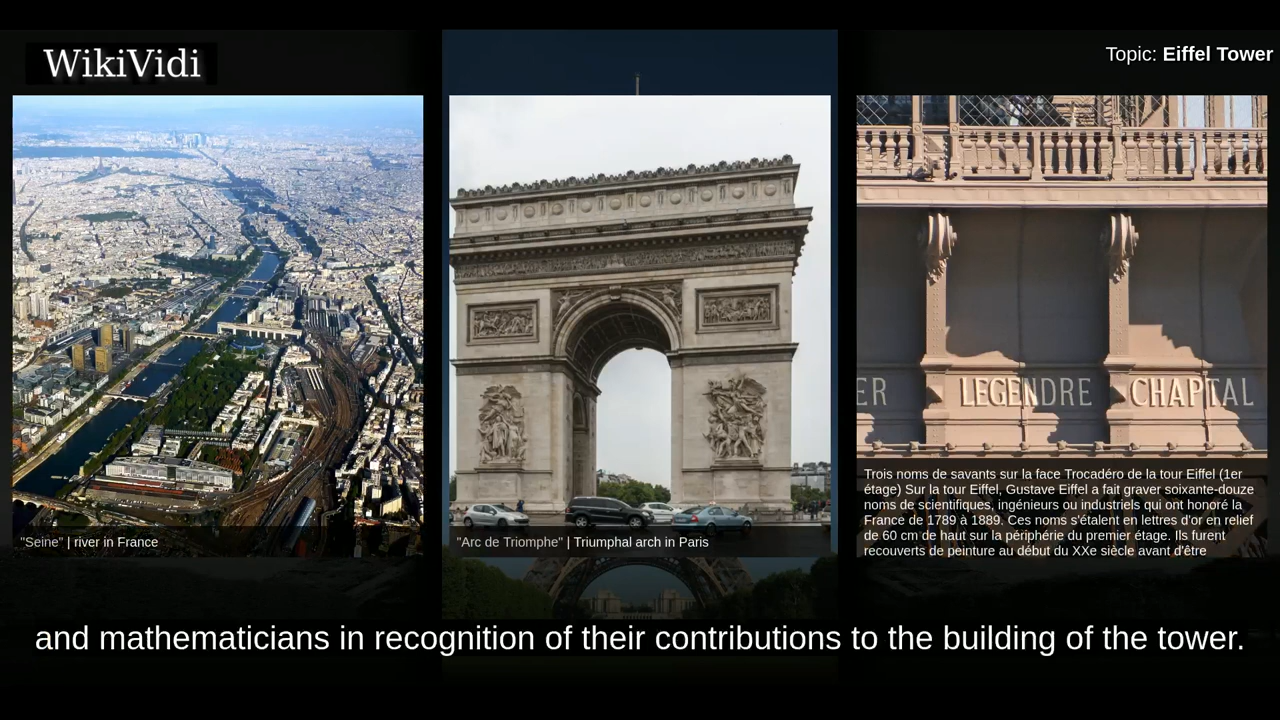 WikiVidi
Topic: Eiffel Tower
ER LEGENDRE CHAPTAL
"Seine" | river in France
"Arc de Triomphe" | Triumphal arch in Paris
Trois noms de savants sur la face Trocadéro de la tour Eiffel (1er
étage) Sur la tour Eiffel, Gustave Eiffel a fait graver soixante-douze
noms de scientifiques, ingénieurs ou industriels qui ont honoré la
France de 1789 à 1889. Ces noms s'étalent en lettres d'or en relief
de 60 cm de haut sur la périphérie du premier étage. Ils furent
recouverts de peinture au début du XXe siècle avant d'être
and mathematicians in recognition of their contributions to the building of the tower.